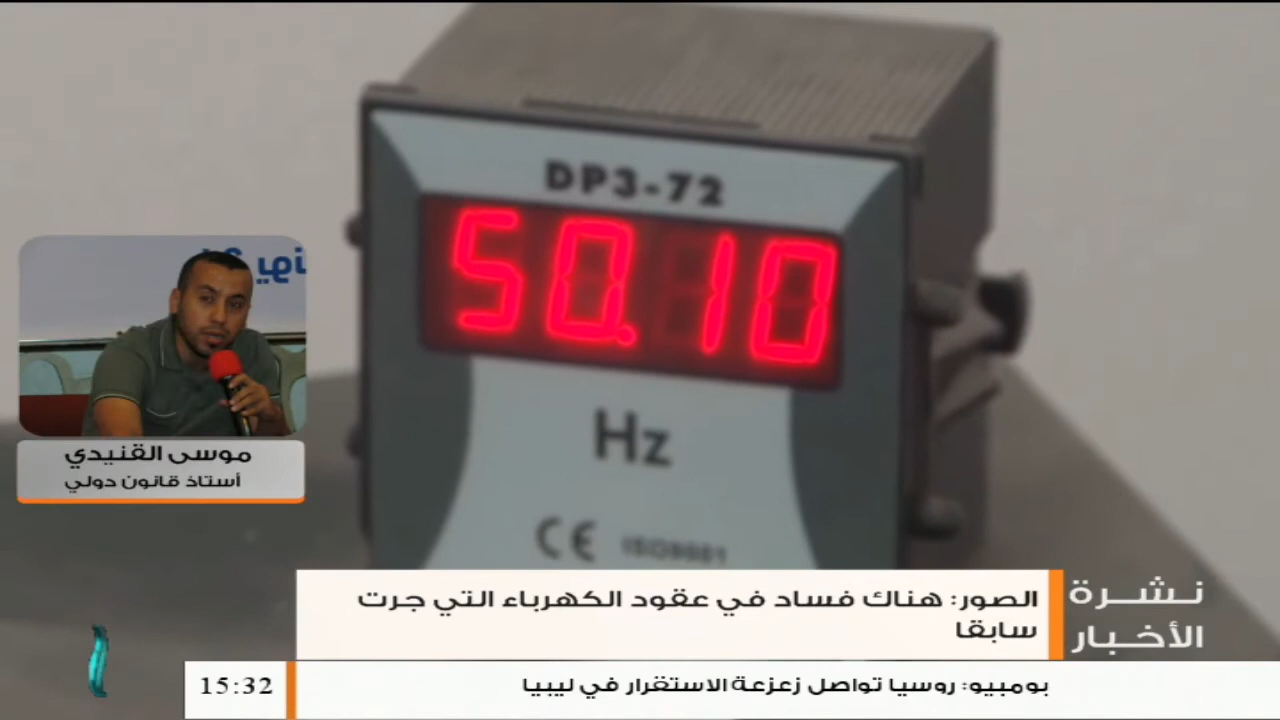 DP3-72
50.10
Hz
CE ISO9001
موسى القنيدي
أستاذ قانون دولي
نشرة
الأخبار
الصور: هناك فساد في عقود الكهرباء التي جرت
سابقا
بومبيو: روسيا تواصل زعزعة الاستقرار في ليبيا
15:32